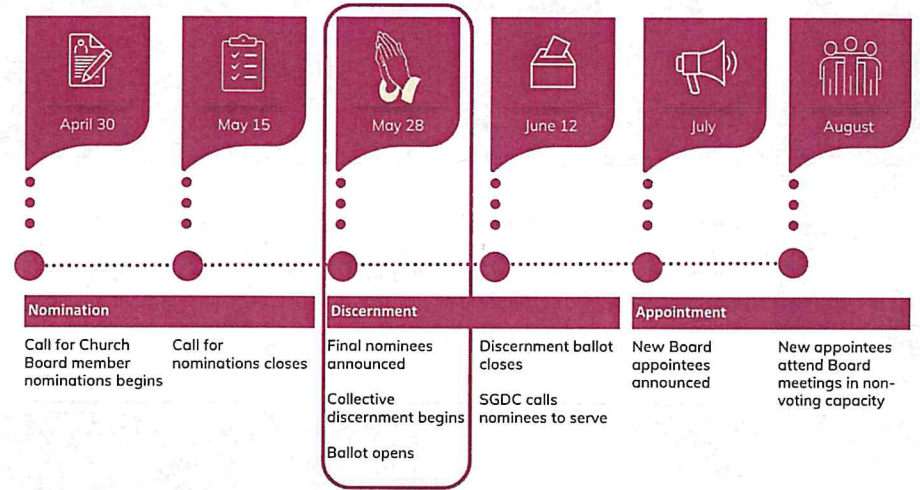 April 30
May 15
May 28
June 12
July
August
Nomination
Discernment
Appointment
Call for Church
Board member
nominations begins
Call for
nominations closes
Final nominees
announced
Collective
discernment begins
Ballot opens
Discernment ballot
closes
SGDC calls
nominees to serve
New Board
appointees
announced
New appointees
attend Board
meetings in non-
voting capacity